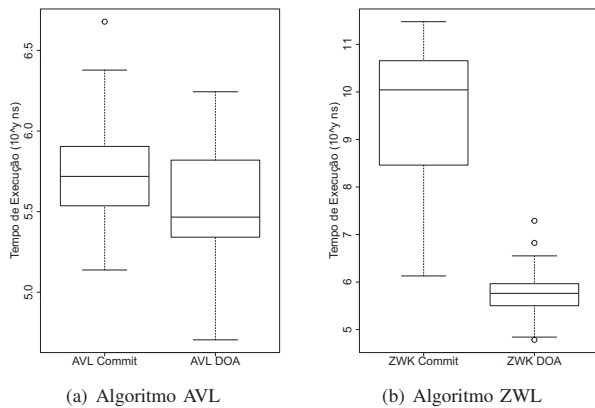 Tempo de Execução (10^y ns)
6.5
6.0
5.5
5.0
AVL Commit
AVL DOA
(a) Algoritmo AVL
Tempo de Execução (10^y ns)
11
10
9
8
7
6
5
ZWK Commit
ZWK DOA
(b) Algoritmo ZWL